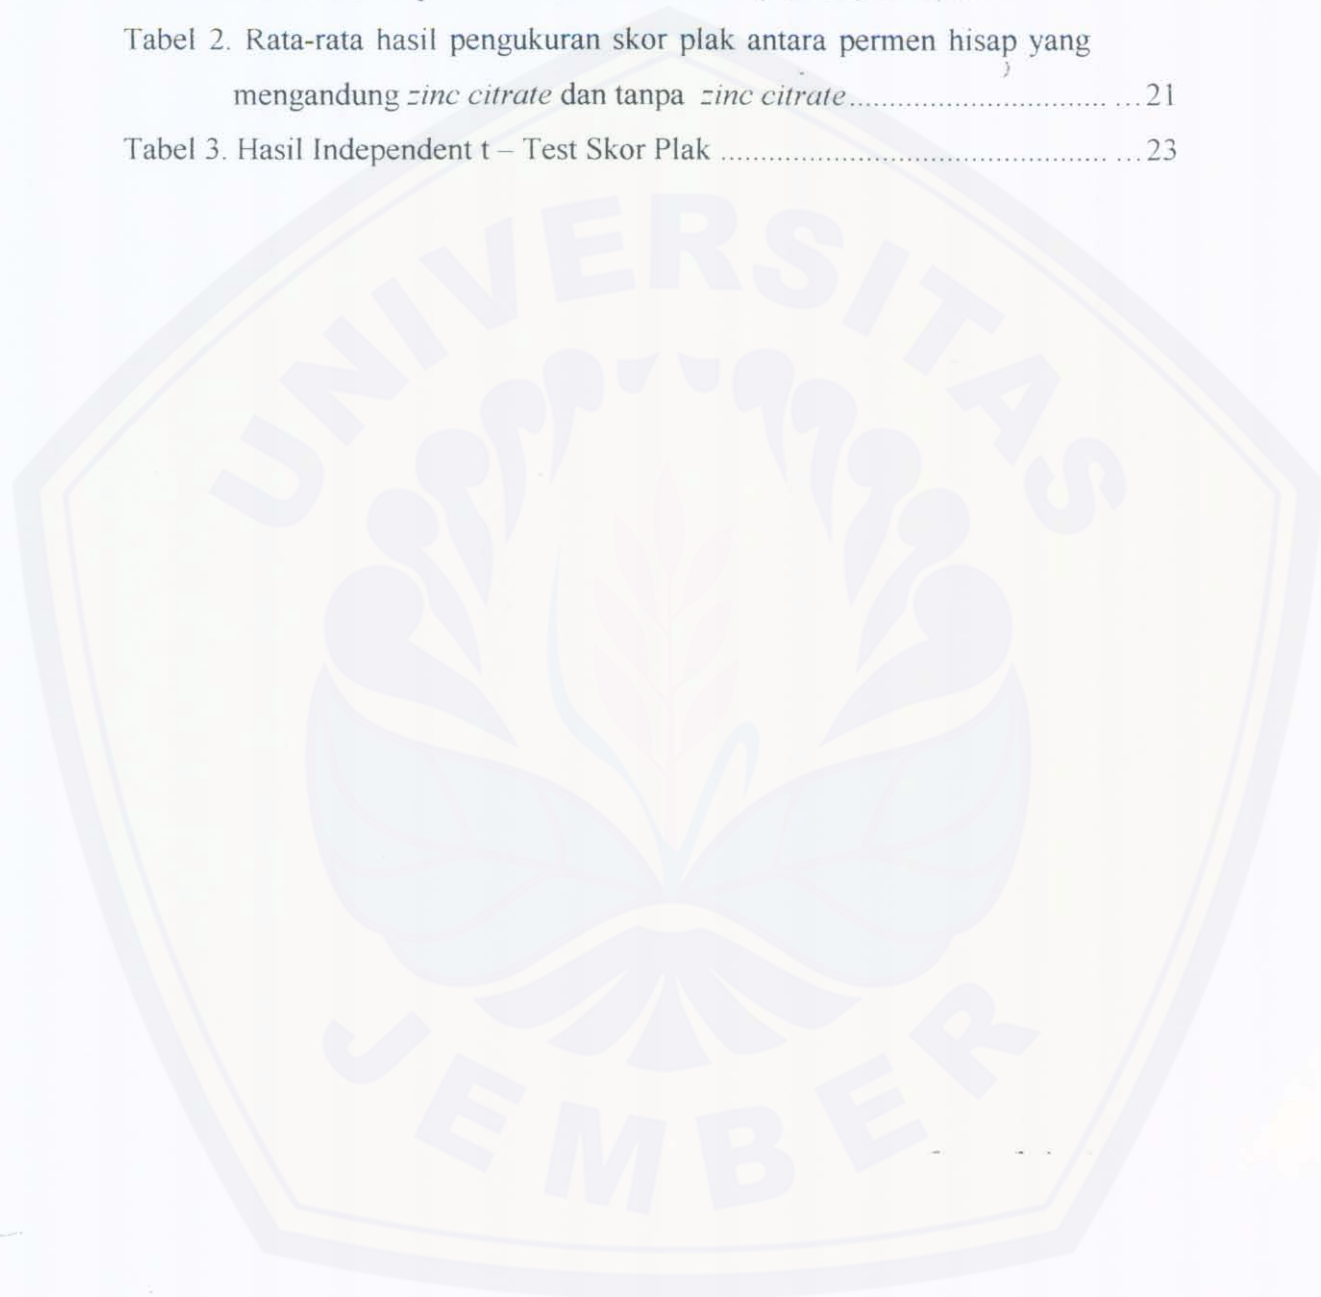 Tabel 2. Rata-rata hasil pengukuran skor plak antara permen hisap yang
mengandung zinc citrate dan tanpa zinc citrate................................ ...21
Tabel 3. Hasil Independent t – Test Skor Plak ................................................ ...23
UNIVERSITAS
JEMBER